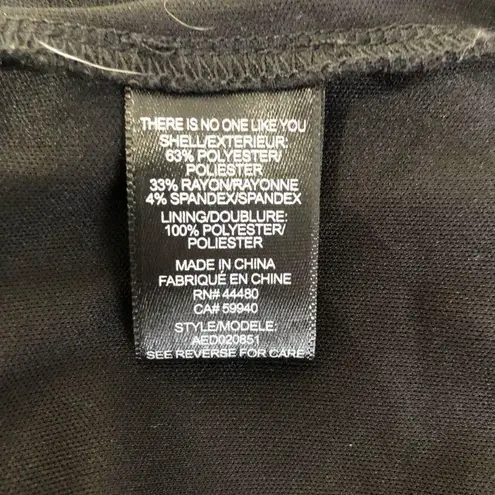 THERE IS NO ONE LIKE YOU
SHELL/EXTERIEUR:
63% POLYESTER/
POLIESTER
33% RAYON/RAYONNE
4% SPANDEX/SPANDEX
LINING/DOUBLURE:
100% POLYESTER/
POLIESTER
MADE IN CHINA
FABRIQUÉ EN CHINE
RN# 44480
CA# 59940
STYLE/MODELE:
AED020851
SEE REVERSE FOR CARE